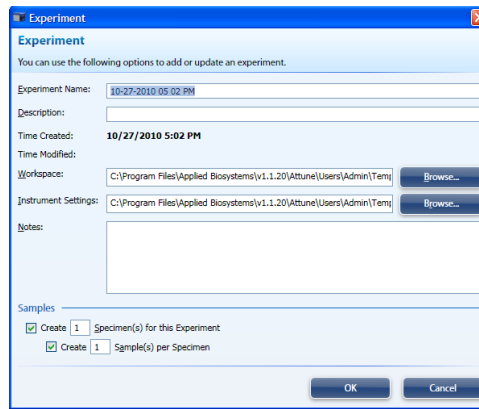 Experiment
Experiment
You can use the following options to add or update an experiment.
Experiment Name: 10-27-2010 05 02 PM
Description:
Time Created: 10/27/2010 5:02 PM
Time Modified:
Workspace: C:\Program Files\Applied Biosystems\v1.1.20\Attune\Users\Admin\Temp Browse...
Instrument Settings: C:\Program Files\Applied Biosystems\v1.1.20\Attune\Users\Admin\Temp Browse...
Notes:
Samples
Create 1 Specimen(s) for this Experiment
Create 1 Sample(s) per Specimen
OK Cancel